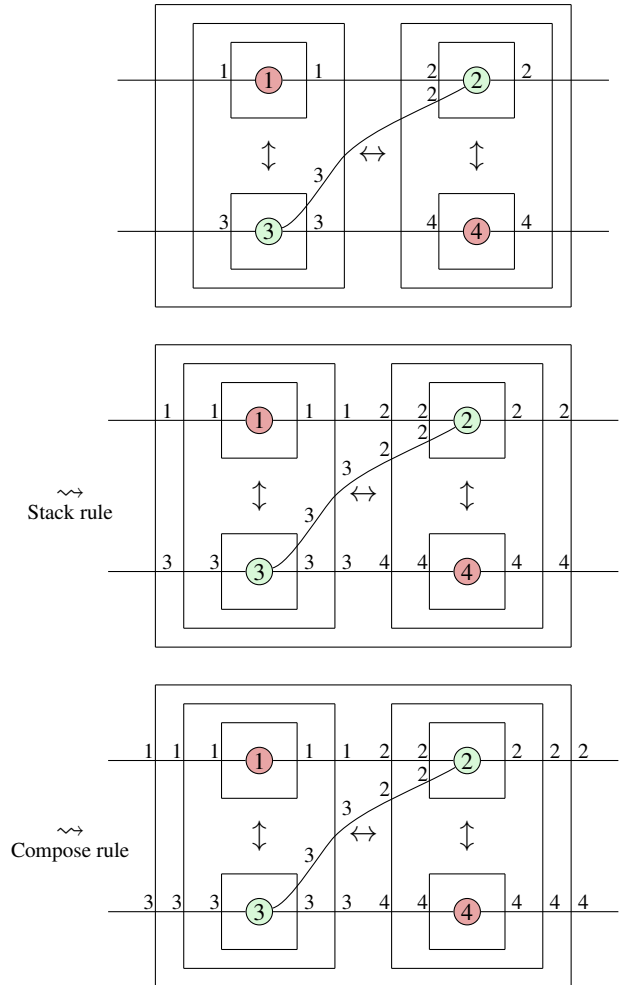 1 ① 1 2 ② 2
2
↕ 3 ↔ ↕
3 ③ 3 4 ④ 4
1 1 ① 1 1 2 2 ② 2 2
2
2
3
⇝ ↕ 3 ↔ ↕
Stack rule
3 3 ③ 3 3 4 4 ④ 4 4
1 1 1 ① 1 1 2 2 ② 2 2 2
2
2
3
⇝ ↕ 3 ↔ ↕
Compose rule
3 3 3 ③ 3 3 4 4 ④ 4 4 4